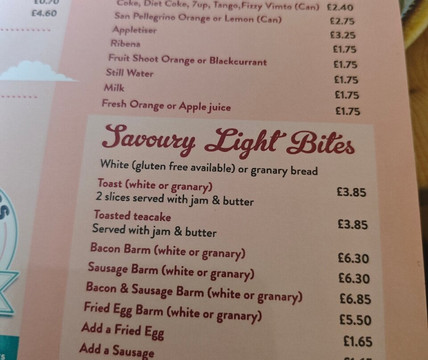 £4.60
Coke, Diet Coke, 7up, Tango, Fizzy Vimto (Can) £2.40
San Pellegrino Orange or Lemon (Can) £2.75
Appletiser £3.25
Ribena £1.75
Fruit Shoot Orange or Blackcurrant £1.75
Still Water £1.75
Milk £1.75
Fresh Orange or Apple juice £1.75
Savoury Light Bites
White (gluten free available) or granary bread
Toast (white or granary) £3.85
2 slices served with jam & butter
Toasted teacake £3.85
Served with jam & butter
Bacon Barm (white or granary) £6.30
Sausage Barm (white or granary) £6.30
Bacon & Sausage Barm (white or granary) £6.85
Fried Egg Barm (white or granary) £5.50
Add a Fried Egg £1.65
Add a Sausage